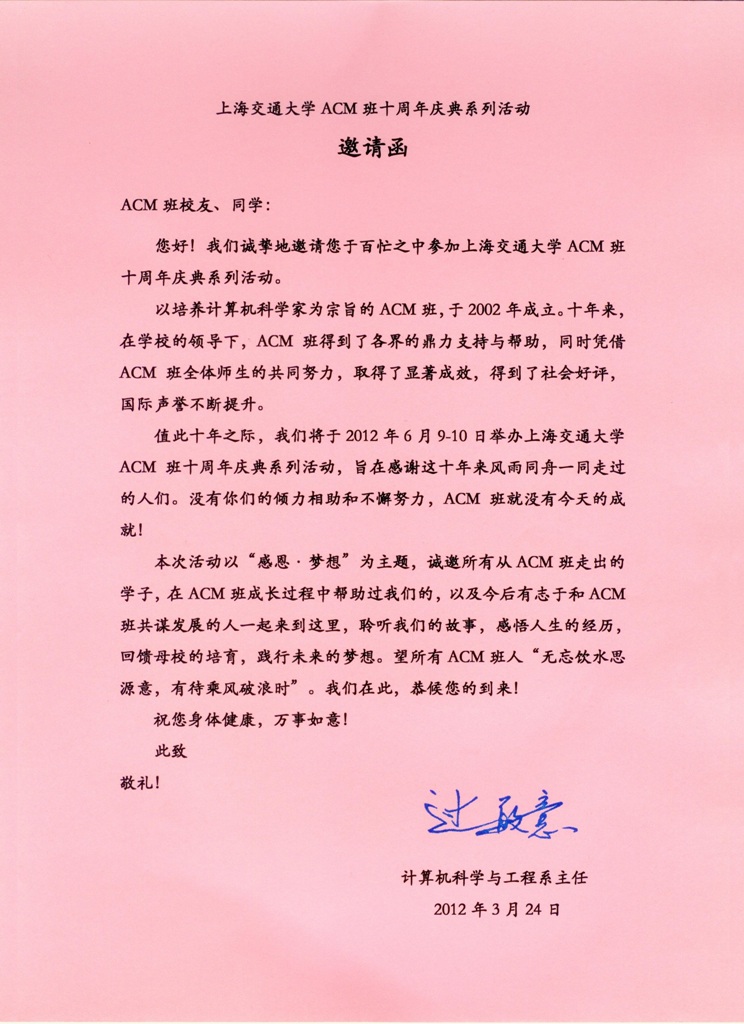 上海交通大学 ACM 班十周年庆典系列活动
邀请函
ACM 班校友、同学：
您好！我们诚挚地邀请您于百忙之中参加上海交通大学 ACM 班
十周年庆典系列活动。
以培养计算机科学家为宗旨的 ACM 班，于 2002 年成立。十年来，
在学校的领导下，ACM 班得到了各界的鼎力支持与帮助，同时凭借
ACM 班全体师生的共同努力，取得了显著成效，得到了社会好评，
国际声誉不断提升。
值此十年之际，我们将于 2012 年 6 月 9-10 日举办上海交通大学
ACM 班十周年庆典系列活动，旨在感谢这十年来风雨同舟一同走过
的人们。没有你们的倾力相助和不懈努力，ACM 班就没有今天的成
就！
本次活动以“感恩·梦想”为主题，诚邀所有从 ACM 班走出的
学子，在 ACM 班成长过程中帮助过我们的，以及今后有志于和 ACM
班共谋发展的人一起来到这里，聆听我们的故事，感悟人生的经历，
回馈母校的培育，践行未来的梦想。望所有 ACM 班人“无忘饮水思
源意，有待乘风破浪时”。我们在此，恭候您的到来！
祝您身体健康，万事如意！
此致
敬礼！
过敏意
计算机科学与工程系主任
2012 年 3 月 24 日